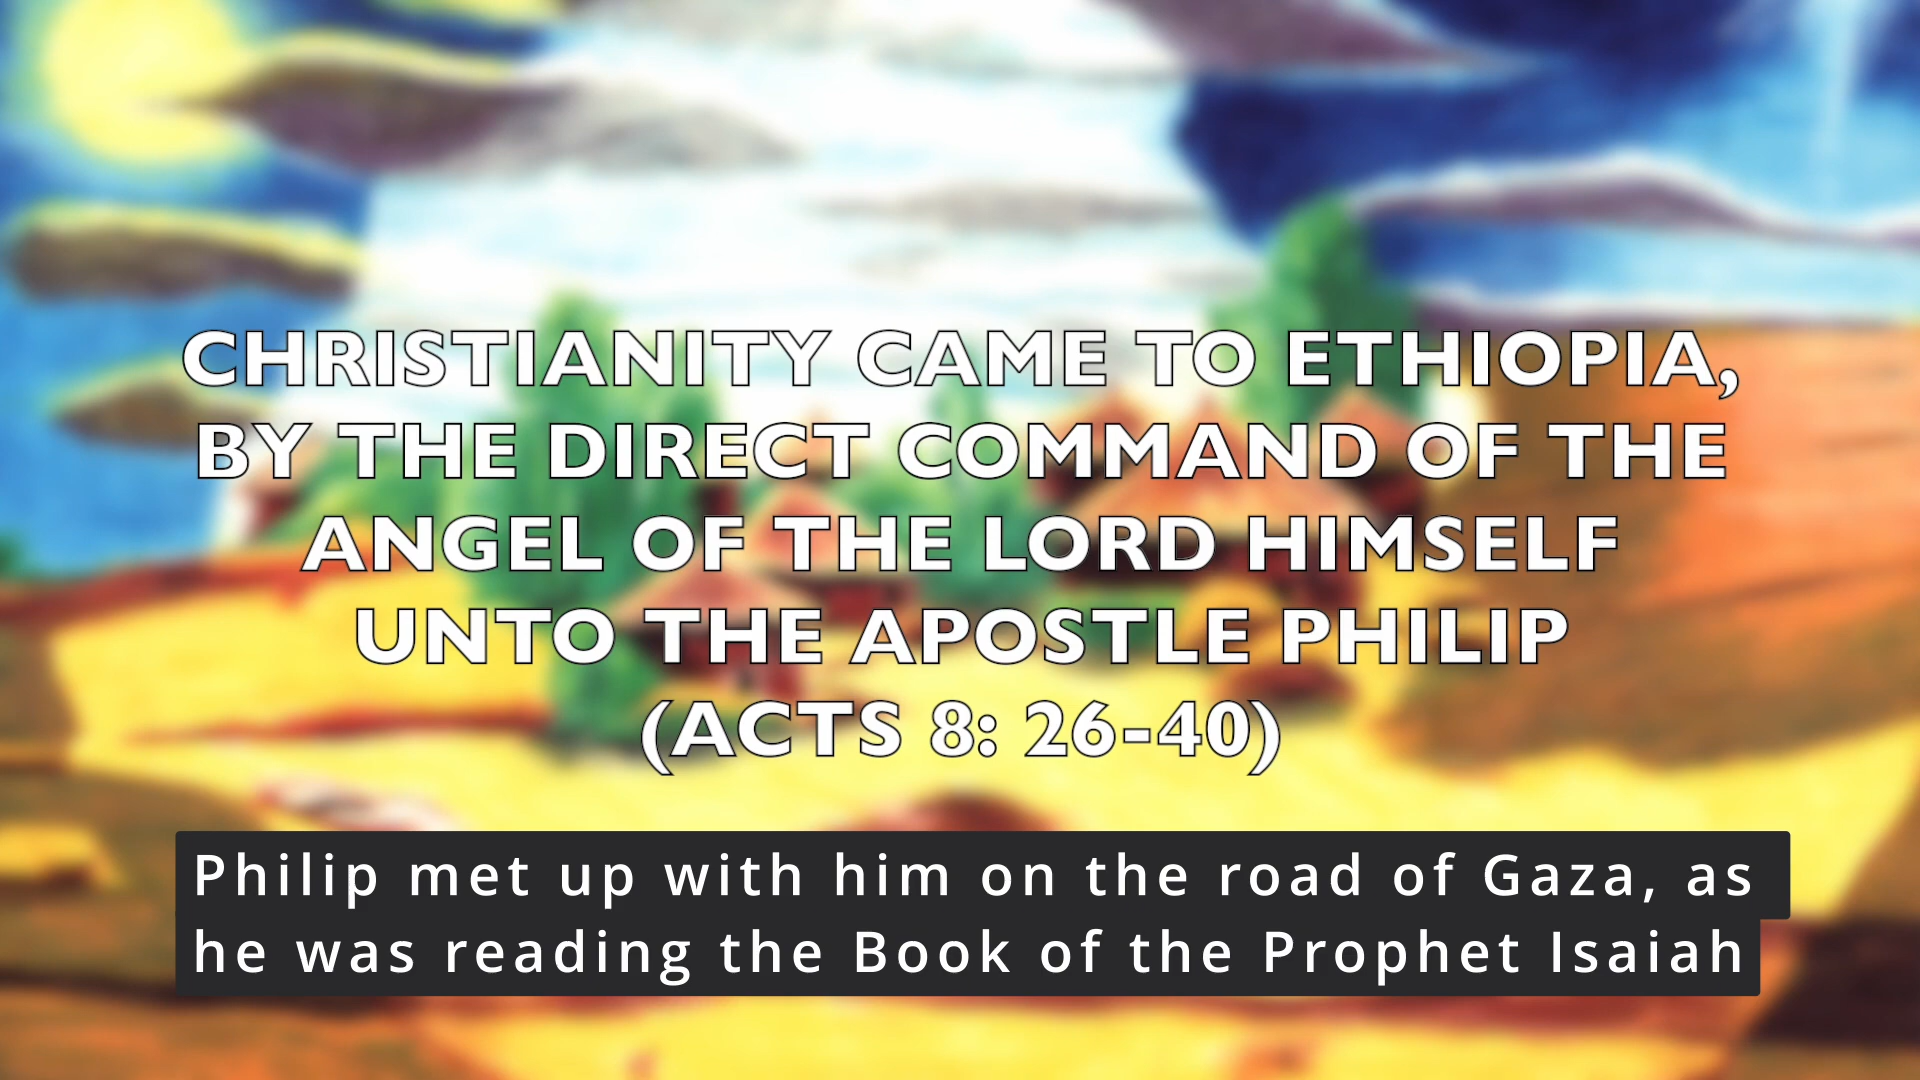 CHRISTIANITY CAME TO ETHIOPIA,
BY THE DIRECT COMMAND OF THE
ANGEL OF THE LORD HIMSELF
UNTO THE APOSTLE PHILIP
(ACTS 8: 26-40)
Philip met up with him on the road of Gaza, as
he was reading the Book of the Prophet Isaiah